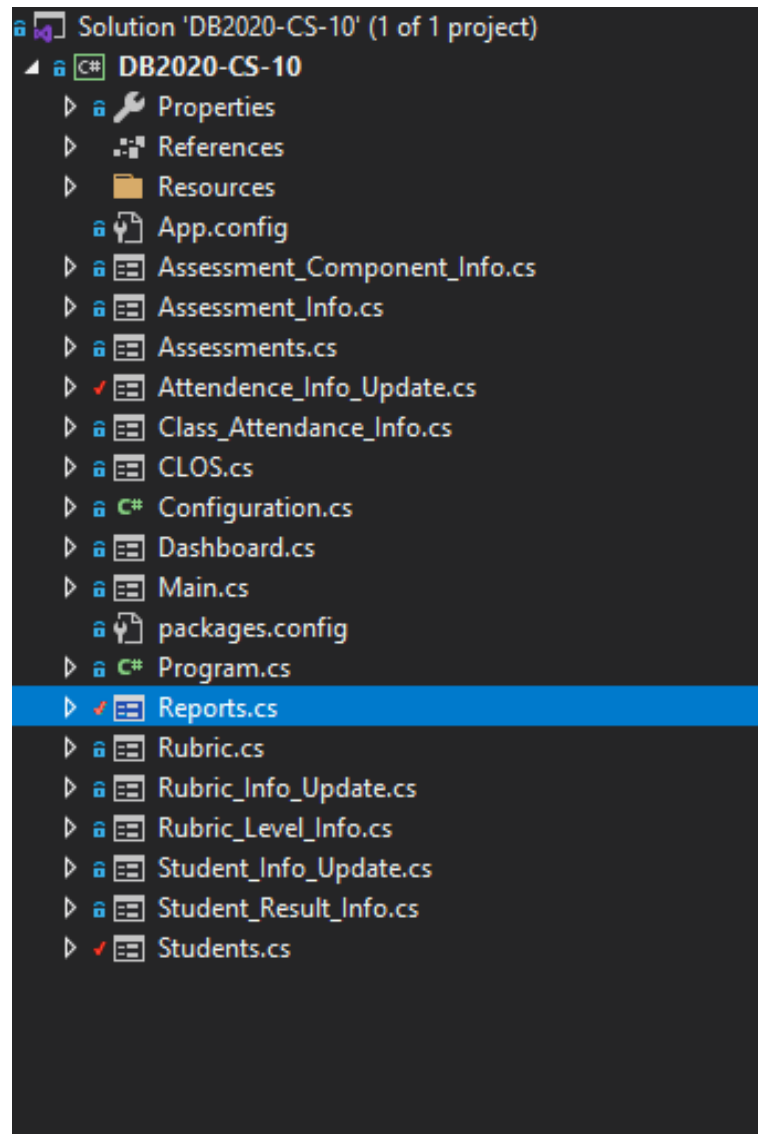 Solution 'DB2020-CS-10' (1 of 1 project)
C# DB2020-CS-10
Properties
References
Resources
App.config
Assessment_Component_Info.cs
Assessment_Info.cs
Assessments.cs
Attendence_Info_Update.cs
Class_Attendance_Info.cs
CLOS.cs
C# Configuration.cs
Dashboard.cs
Main.cs
packages.config
C# Program.cs
Reports.cs
Rubric.cs
Rubric_Info_Update.cs
Rubric_Level_Info.cs
Student_Info_Update.cs
Student_Result_Info.cs
Students.cs